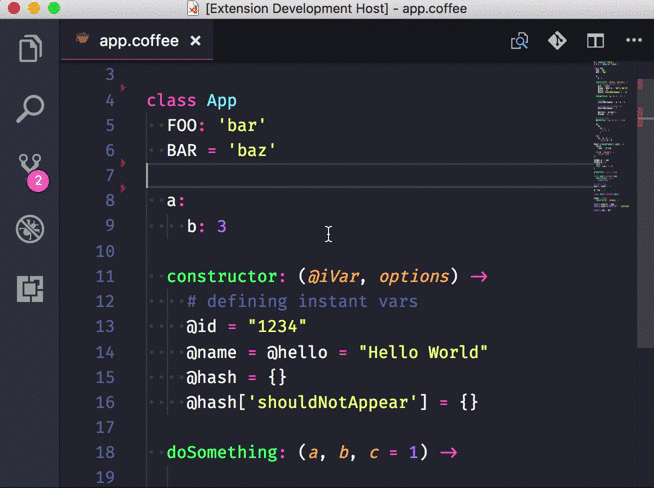 [Extension Development Host] - app.coffee
app.coffee
3
4 class App
5 FOO: 'bar'
6 BAR = 'baz'
7
8 a:
9 b: 3
10
11 constructor: (@iVar, options) ->
12 # defining instant vars
13 @id = "1234"
14 @name = @hello = "Hello World"
15 @hash = {}
16 @hash['shouldNotAppear'] = {}
17
18 doSomething: (a, b, c = 1) ->
19
2